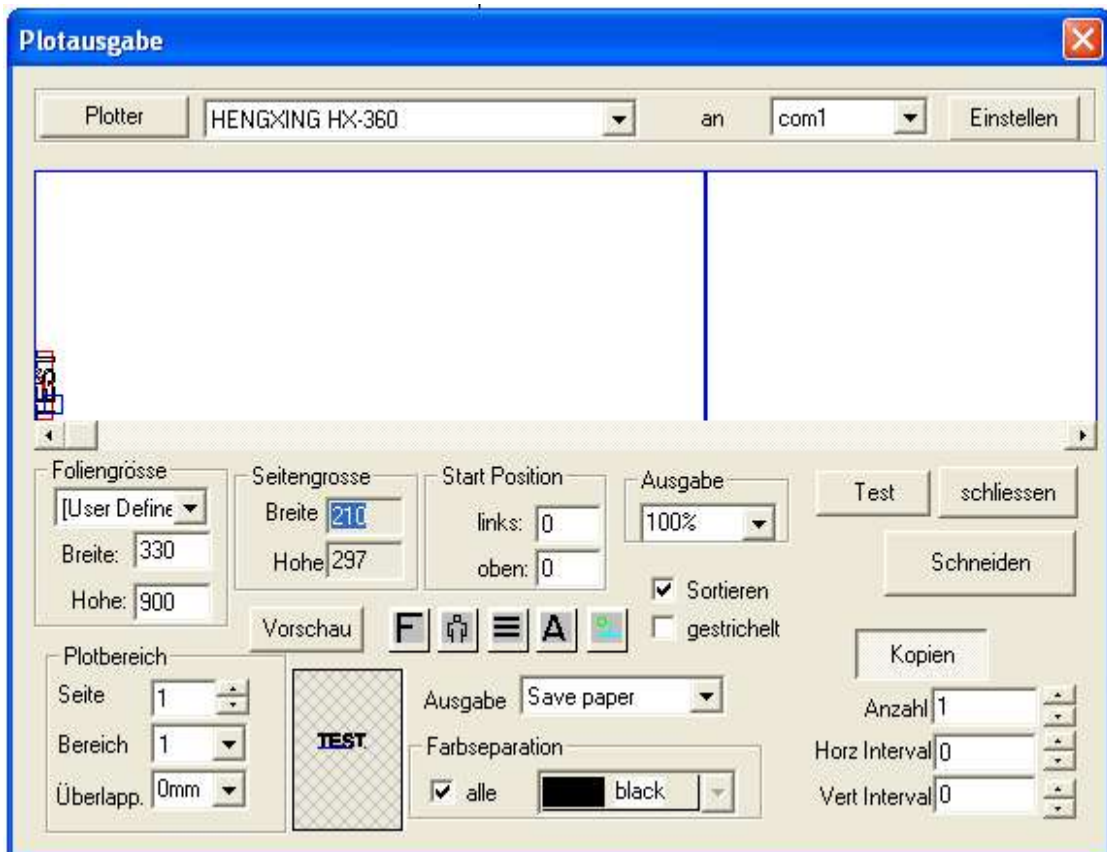 Plotausgabe
Plotter HENGXING HX-360 an com1 Einstellen
TEST
Foliengrösse
[User Define
Breite: 330
Hohe: 900
Seitengrosse
Breite 210
Hohe 297
Start Position
links: 0
oben: 0
Ausgabe
100%
Test
schliessen
Schneiden
Sortieren
gestrichelt
Vorschau
F
A
Kopien
Plotbereich
Seite 1
Bereich 1
Überlapp. 0mm
TEST
Ausgabe Save paper
Farbseparation
alle black
Anzahl 1
Horz Interval 0
Vert Interval 0